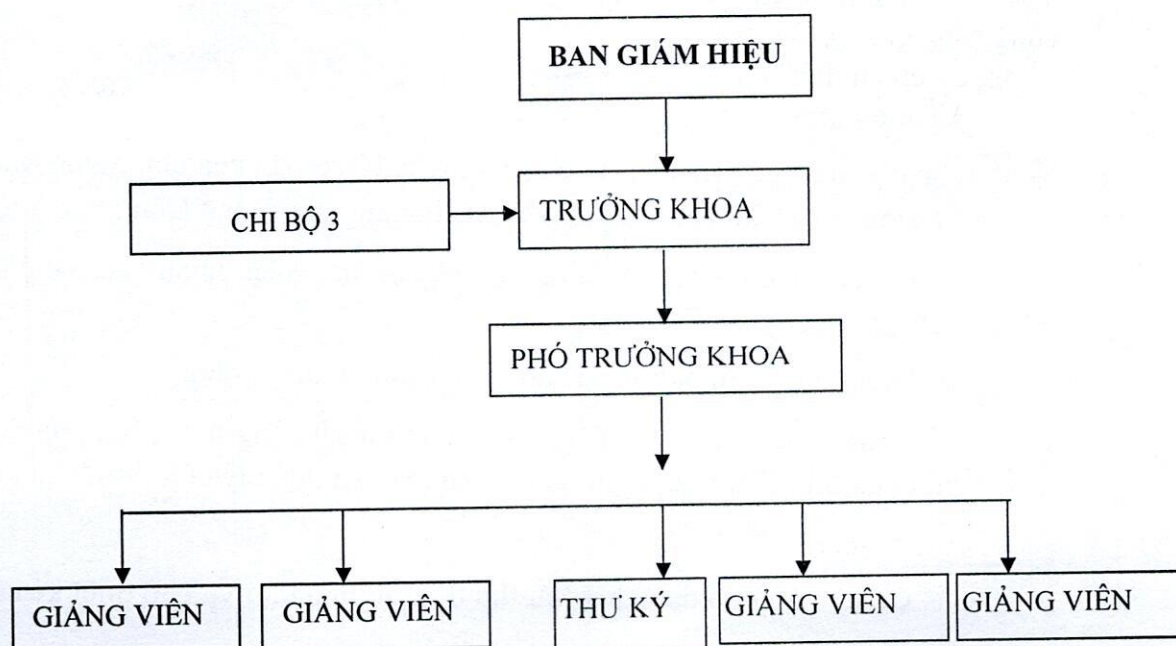 BAN GIÁM HIỆU
CHI BỘ 3
TRƯỞNG KHOA
PHÓ TRƯỞNG KHOA
GIẢNG VIÊN
GIẢNG VIÊN
THƯ KÝ
GIẢNG VIÊN
GIẢNG VIÊN